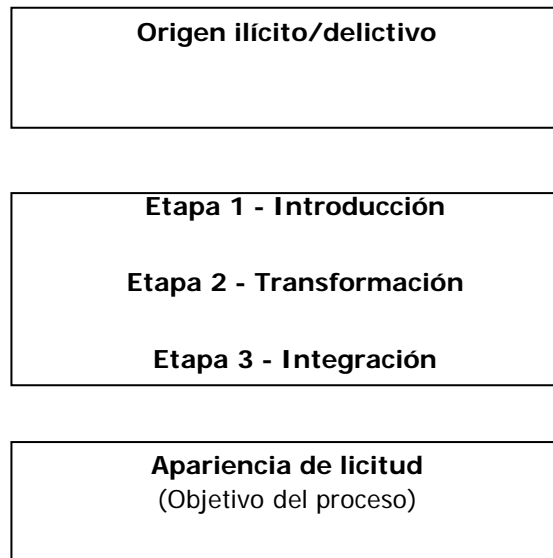 Origen ilícito/delictivo
Etapa 1 - Introducción
Etapa 2 - Transformación
Etapa 3 - Integración
Apariencia de licitud
(Objetivo del proceso)